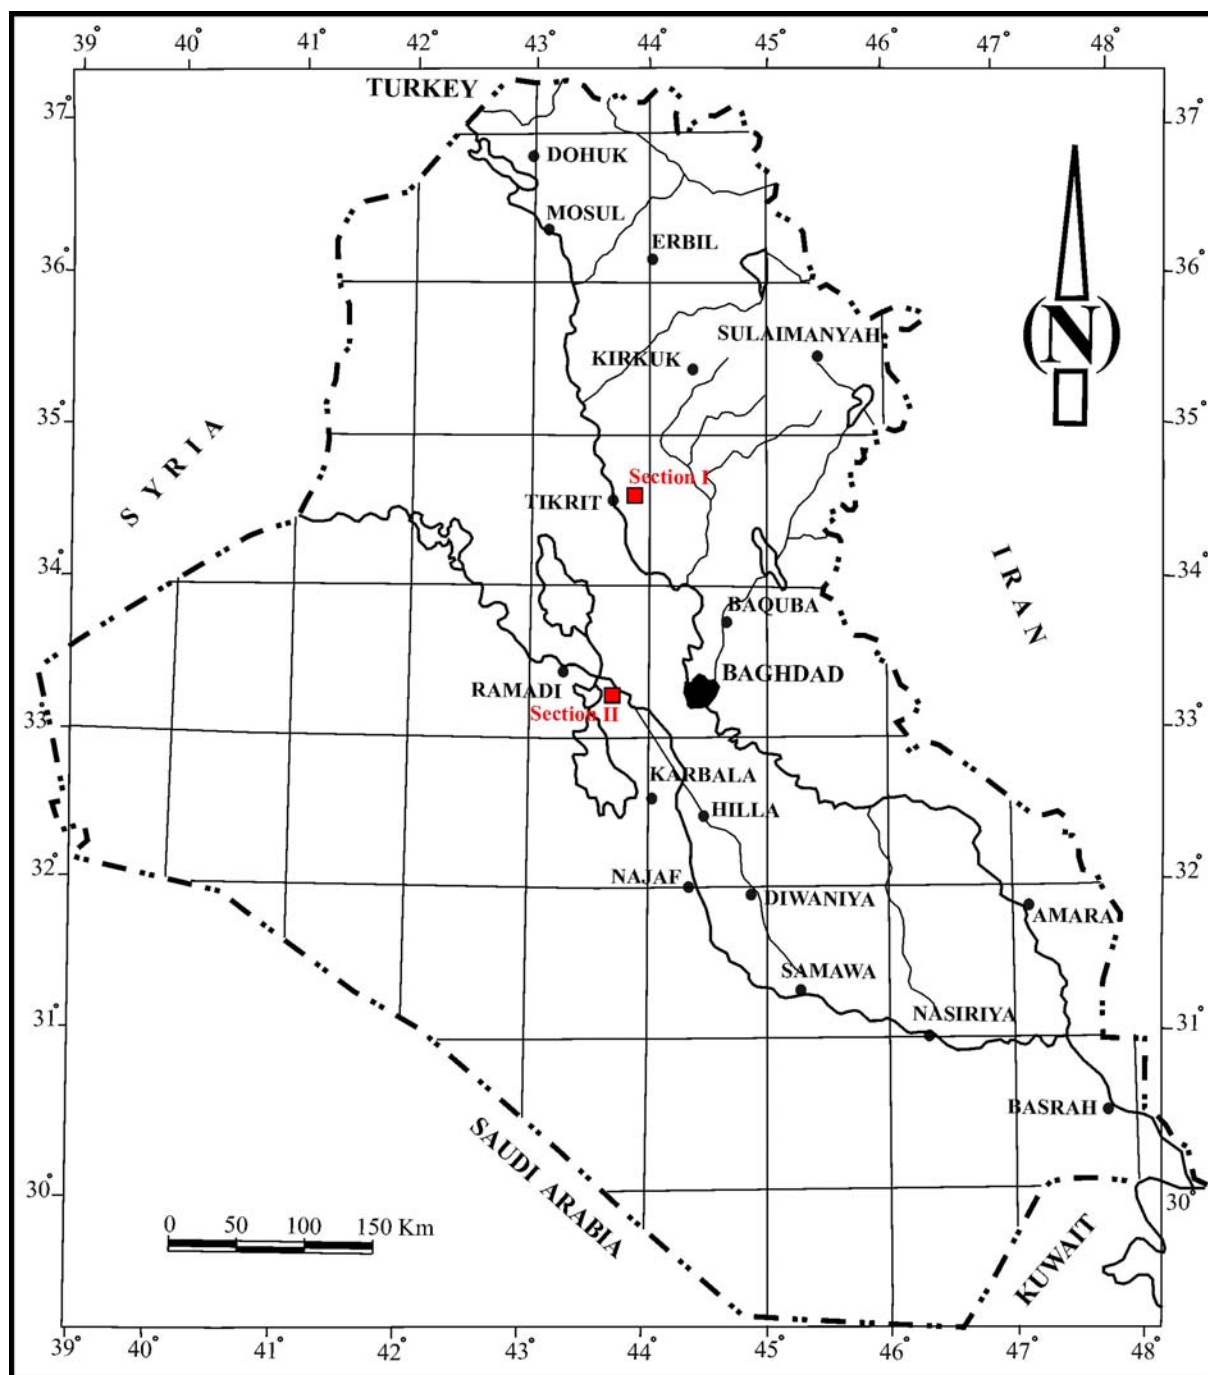 39° 40° 41° 42° 43° 44° 45° 46° 47° 48°
TURKEY
37° 37°
DOHUK
MOSUL
ERBIL
36° 36°
SULAIMANYAH
KIRKUK
(N)
35° 35°
SYRIA
Section I
TIKRIT
IRAN
34° 34°
BAQUBA
BAGHDAD
RAMADI
Section II
33° 33°
KARBALA
HILLA
32° 32°
NAJAF
DIWANIYA
AMARA
SAMAWA
NASIRIYA
31° 31°
BASRAH
SAUDI ARABIA
30° 30°
KUWAIT
0 50 100 150 Km
39° 40° 41° 42° 43° 44° 45° 46° 47° 48°